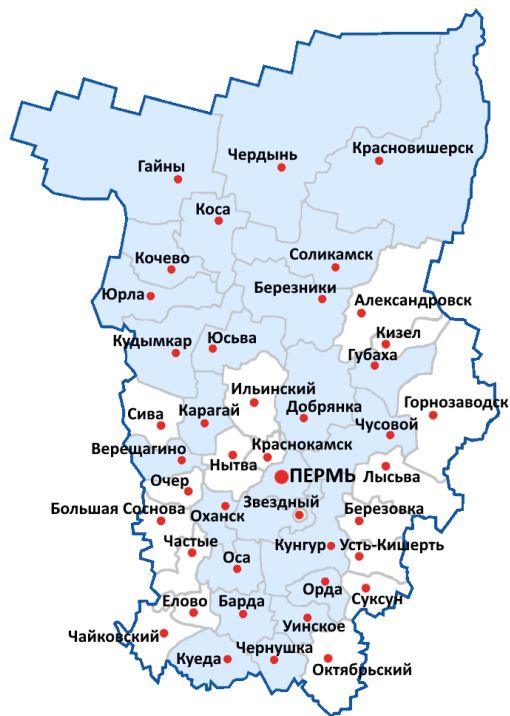 Красновишерск
Чердынь
Гайны
Коса
Соликамск
Кочево
Березники
Юрла
Александровск
Кизел
Кудымкар
Юсьва
Губаха
Ильинский
Горнозаводск
Добрянка
Сива
Карагай
Чусовой
Краснокамск
Верещагино
Нытва
ПЕРМЬ
Лысьва
Очер
Звездный
Большая Соснова
Оханск
Березовка
Частые
Кунгур
Усть-Кишерть
Оса
Орда
Суксун
Елово
Барда
Уинское
Чайковский
Чернушка
Куеда
Октябрьский